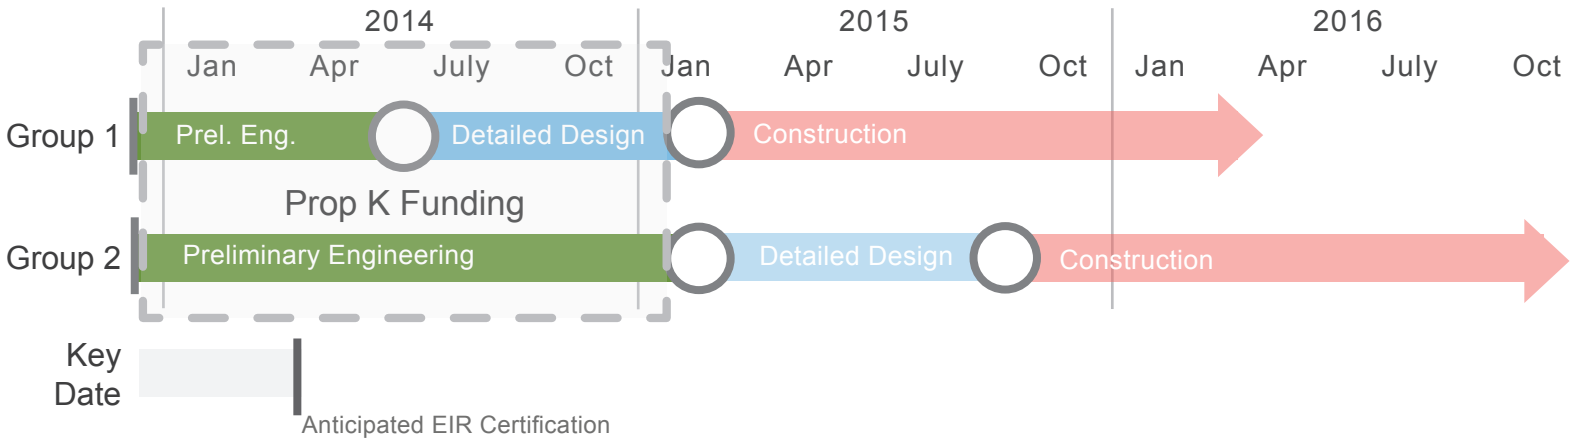 2014 2015 2016
Jan Apr July Oct Jan Apr July Oct Jan Apr July Oct
Group 1 Prel. Eng. Detailed Design Construction
Prop K Funding
Group 2 Preliminary Engineering Detailed Design Construction
Key
Date
Anticipated EIR Certification